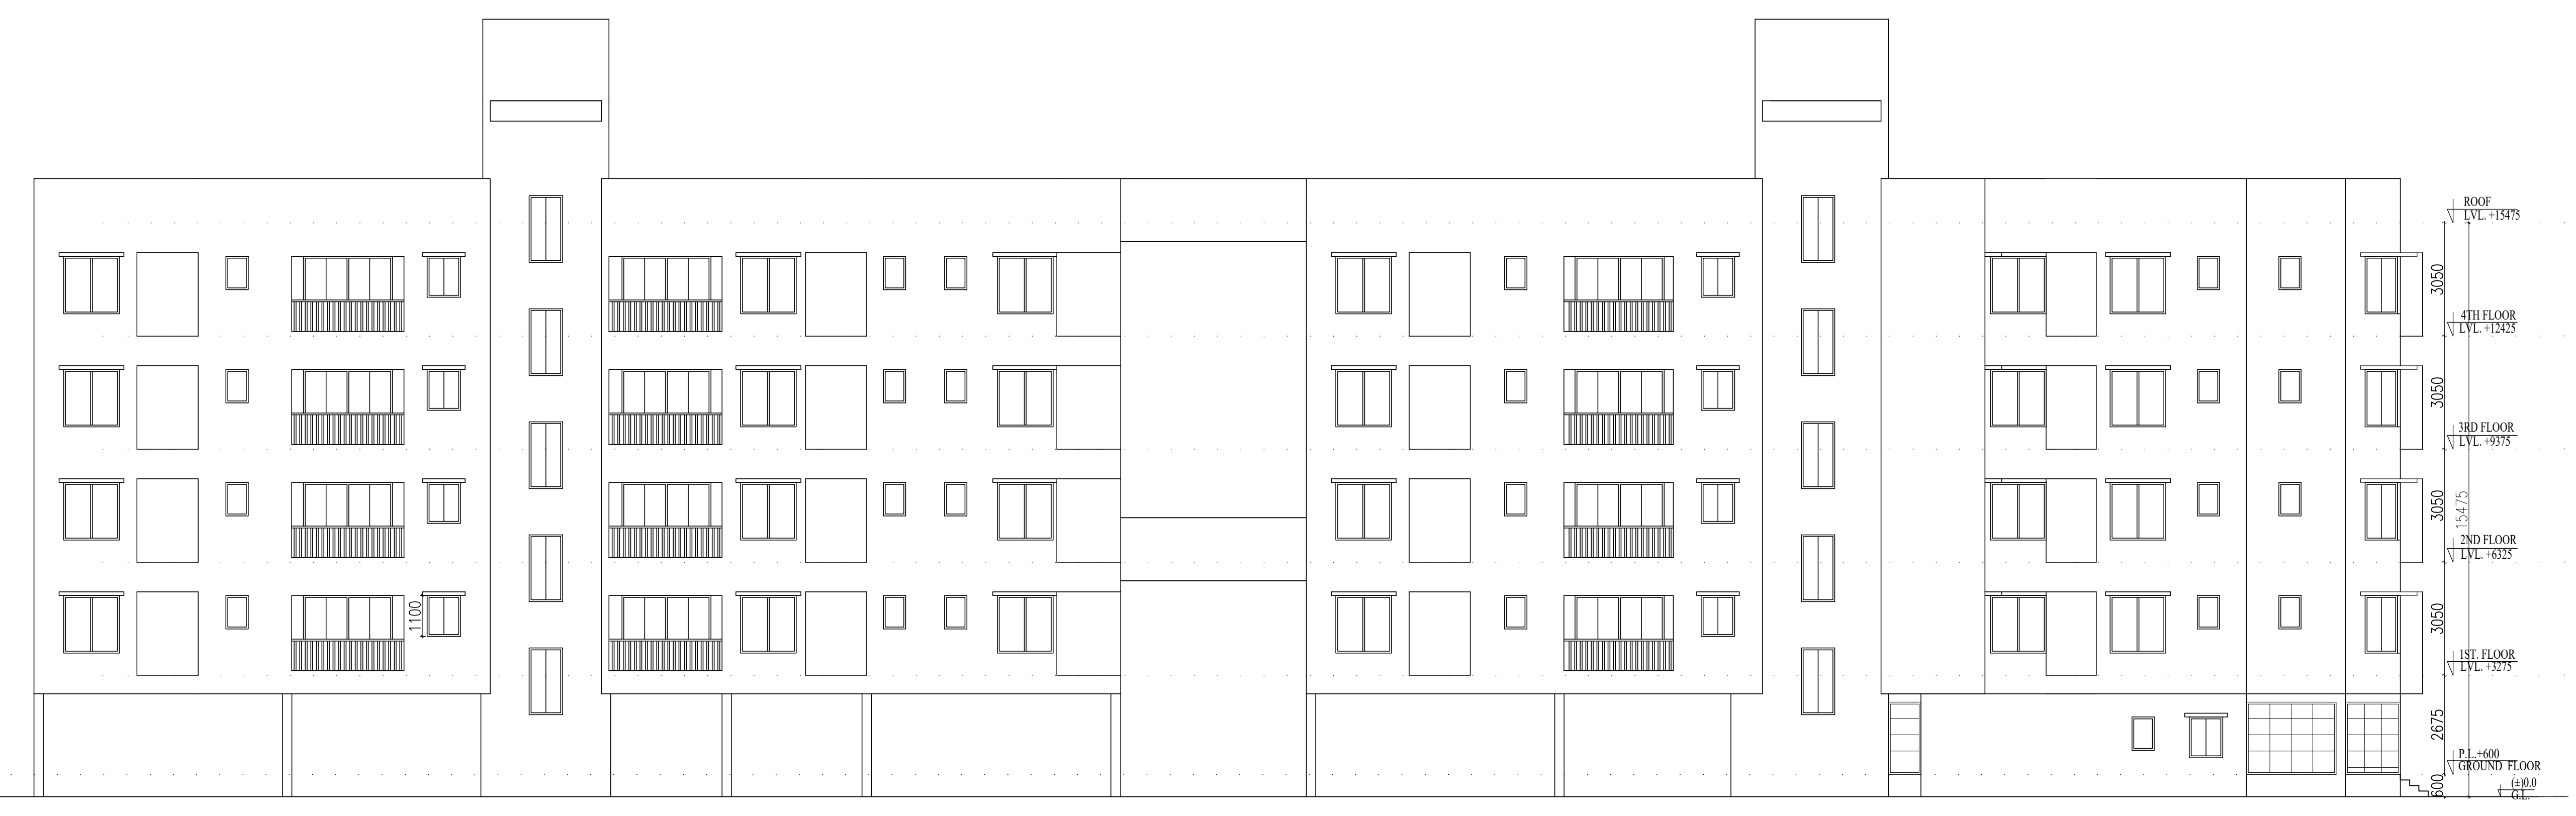 ROOF
LVL. +15475
3050
4TH FLOOR
LVL. +12425
3050
3RD FLOOR
LVL. +9375
3050
15475
2ND FLOOR
LVL. +6325
1100
3050
1ST. FLOOR
LVL. +3275
2675
P.L.+600
GROUND FLOOR
600
(±)0.0
G.L.